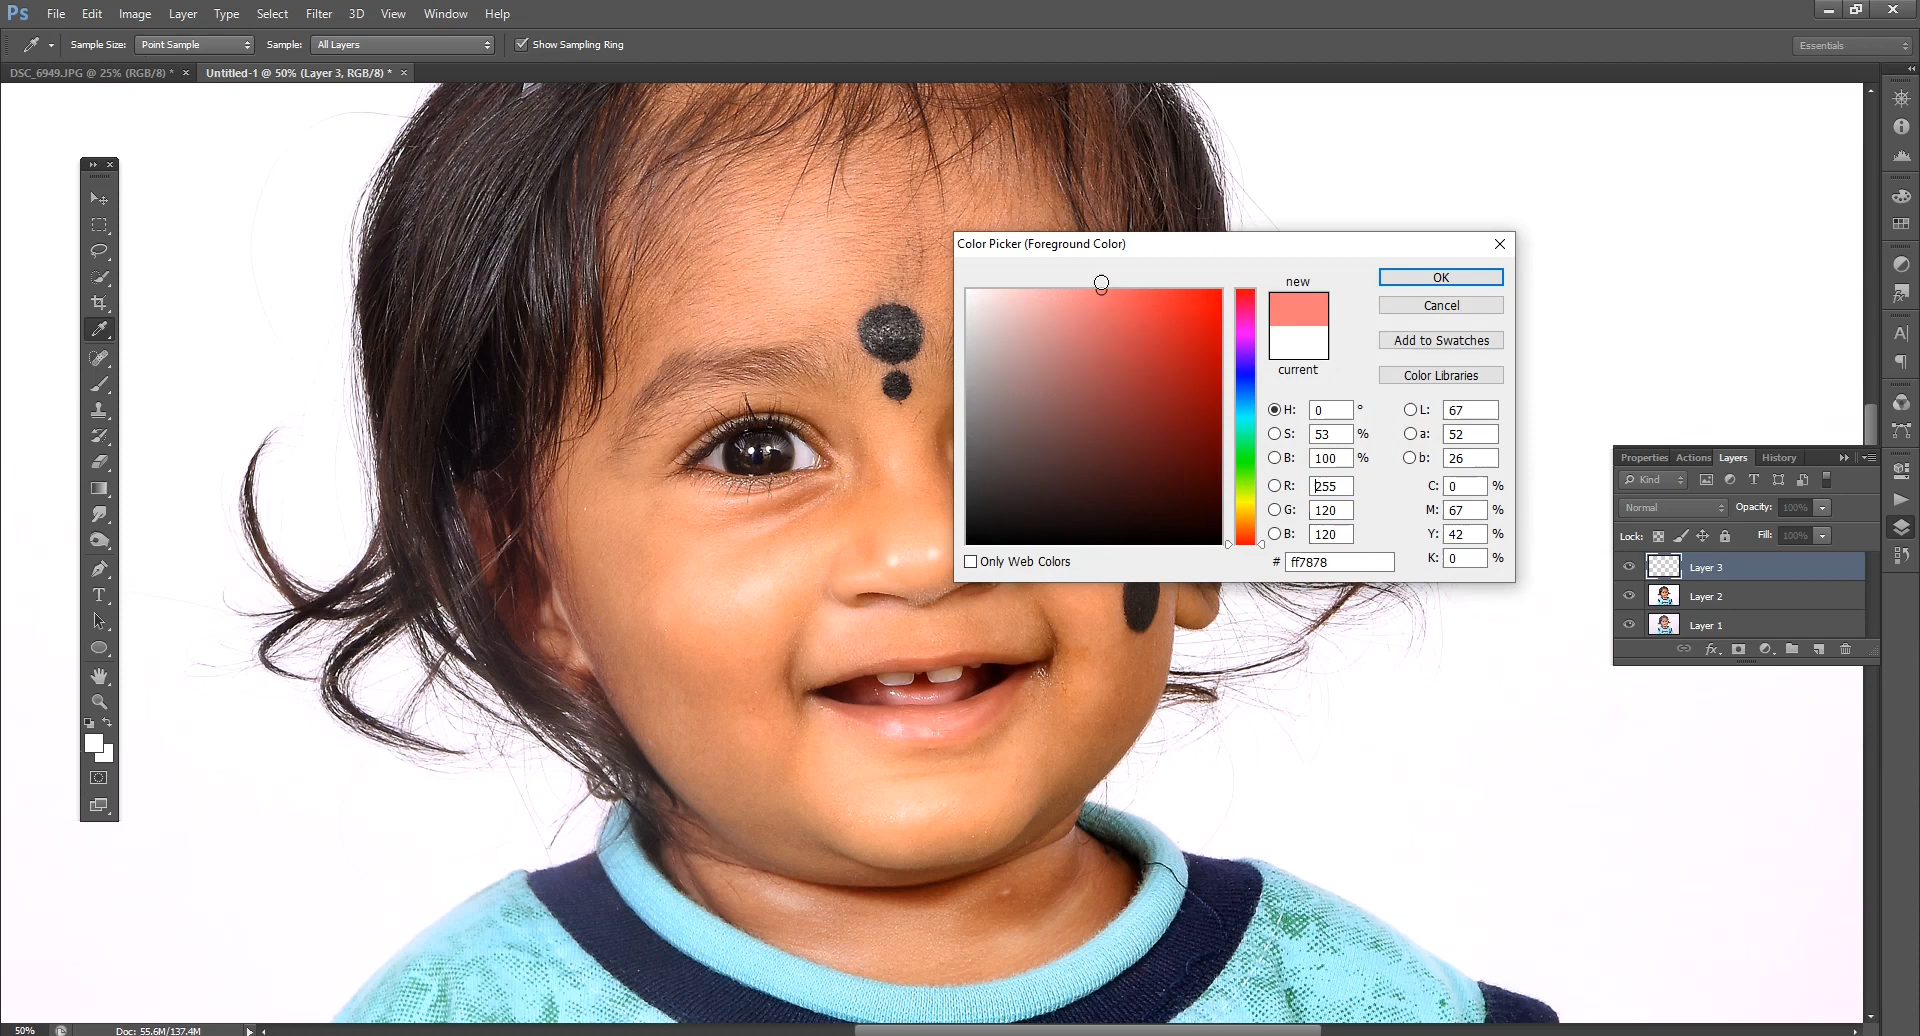 Ps File Edit Image Layer Type Select Filter 3D View Window Help
Sample Size: Point Sample Sample: All Layers Show Sampling Ring Essentials
DSC_6949.JPG @ 25% (RGB/8) * × Untitled-1 @ 50% (Layer 3, RGB/8) * ×
Color Picker (Foreground Color)
new
OK
Cancel
Add to Swatches
current
Color Libraries
H: 0 ° L: 67
S: 53 % a: 52
B: 100 % b: 26
R: 255 C: 0 %
G: 120 M: 67 %
B: 120 Y: 42 %
Only Web Colors # ff7878 K: 0 %
Properties Actions Layers History
Kind
Normal Opacity: 100%
Lock: Fill: 100%
Layer 3
Layer 2
Layer 1
fx
50% Doc: 55.6M/137.4M